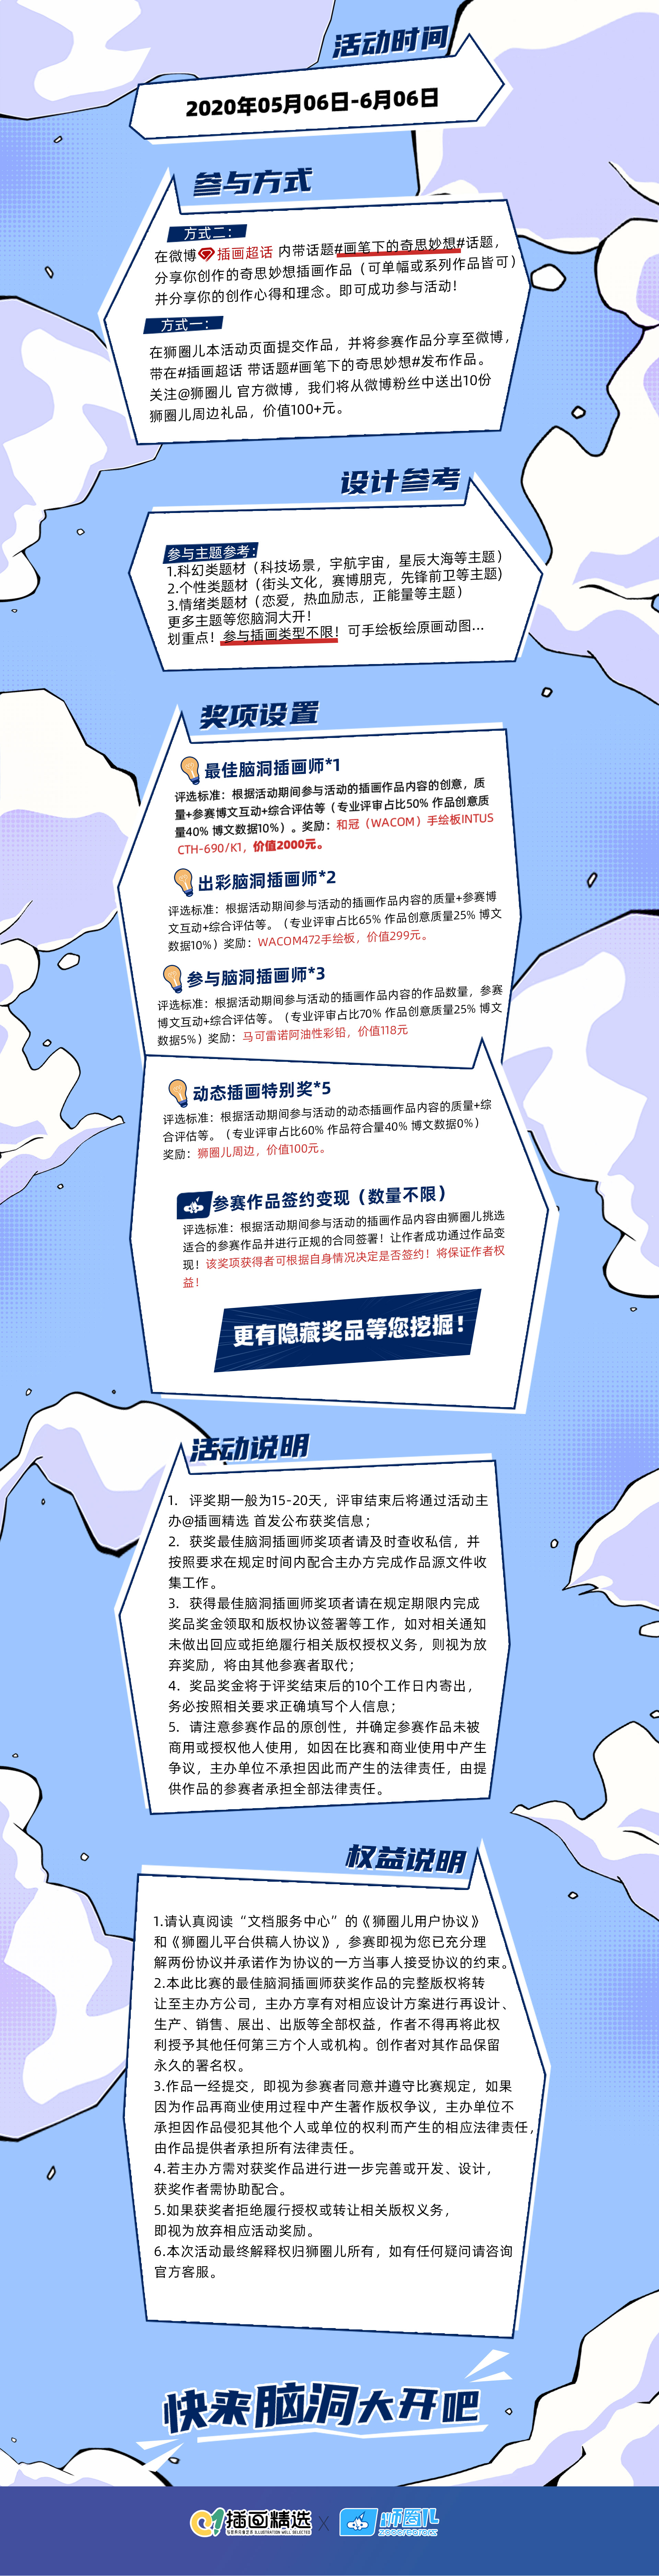 活动时间
2020年05月06日-6月06日
参与方式
方式二：
在微博 插画超话 内带话题#画笔下的奇思妙想#话题，
分享你创作的奇思妙想插画作品（可单幅或系列作品皆可）
并分享你的创作心得和理念。即可成功参与活动！
方式一：
在狮圈儿本活动页面提交作品，并将参赛作品分享至微博，
带在#插画超话 带话题#画笔下的奇思妙想#发布作品。
关注@狮圈儿 官方微博，我们将从微博粉丝中送出10份
狮圈儿周边礼品，价值100+元。
设计参考
参与主题参考：
1.科幻类题材（科技场景，宇航宇宙，星辰大海等主题）
2.个性类题材（街头文化，赛博朋克，先锋前卫等主题)
3.情绪类题材（恋爱，热血励志，正能量等主题）
更多主题等您脑洞大开！
划重点！参与插画类型不限！可手绘板绘原画动图...
奖项设置
最佳脑洞插画师*1
评选标准：根据活动期间参与活动的插画作品内容的创意，质
量+参赛博文互动+综合评估等（专业评审占比50% 作品创意质
量40% 博文数据10%）。奖励：和冠（WACOM）手绘板INTUS
CTH-690/K1，价值2000元。
出彩脑洞插画师*2
评选标准：根据活动期间参与活动的插画作品内容的质量+参赛博
文互动+综合评估等。（专业评审占比65% 作品创意质量25% 博文
数据10%）奖励：WACOM472手绘板，价值299元。
参与脑洞插画师*3
评选标准：根据活动期间参与活动的插画作品内容的作品数量，参赛
博文互动+综合评估等。（专业评审占比70% 作品创意质量25% 博文
数据5%）奖励：马可雷诺阿油性彩铅，价值118元
动态插画特别奖*5
评选标准：根据活动期间参与活动的动态插画作品内容的质量+综
合评估等。（专业评审占比60% 作品符合量40% 博文数据0%）
奖励：狮圈儿周边，价值100元。
参赛作品签约变现（数量不限）
评选标准：根据活动期间参与活动的插画作品内容由狮圈儿挑选
适合的参赛作品并进行正规的合同签署！让作者成功通过作品变
现！该奖项获得者可根据自身情况决定是否签约！将保证作者权
益！
更有隐藏奖品等您挖掘！
活动说明
1. 评奖期一般为15-20天，评审结束后将通过活动主
办@插画精选 首发公布获奖信息；
2. 获奖最佳脑洞插画师奖项者请及时查收私信，并
按照要求在规定时间内配合主办方完成作品源文件收
集工作。
3. 获得最佳脑洞插画师奖项者请在规定期限内完成
奖品奖金领取和版权协议签署等工作，如对相关通知
未做出回应或拒绝履行相关版权授权义务，则视为放
弃奖励，将由其他参赛者取代；
4. 奖品奖金将于评奖结束后的10个工作日内寄出，
务必按照相关要求正确填写个人信息；
5. 请注意参赛作品的原创性，并确定参赛作品未被
商用或授权他人使用，如因在比赛和商业使用中产生
争议，主办单位不承担因此而产生的法律责任，由提
供作品的参赛者承担全部法律责任。
权益说明
1.请认真阅读“文档服务中心”的《狮圈儿用户协议》
和《狮圈儿平台供稿人协议》，参赛即视为您已充分理
解两份协议并承诺作为协议的一方当事人接受协议的约束。
2.本此比赛的最佳脑洞插画师获奖作品的完整版权将转
让至主办方公司，主办方享有对相应设计方案进行再设计、
生产、销售、展出、出版等全部权益，作者不得再将此权
利授予其他任何第三方个人或机构。创作者对其作品保留
永久的署名权。
3.作品一经提交，即视为参赛者同意并遵守比赛规定，如果
因为作品再商业使用过程中产生著作版权争议，主办单位不
承担因作品侵犯其他个人或单位的权利而产生的相应法律责任，
由作品提供者承担所有法律责任。
4.若主办方需对获奖作品进行进一步完善或开发、设计，
获奖作者需协助配合。
5.如果获奖者拒绝履行授权或转让相关版权义务，
即视为放弃相应活动奖励。
6.本次活动最终解释权归狮圈儿所有，如有任何疑问请咨询
官方客服。
快来脑洞大开吧
插画精选 X 狮圈儿
ILLUSTRATION WELL SELECTED